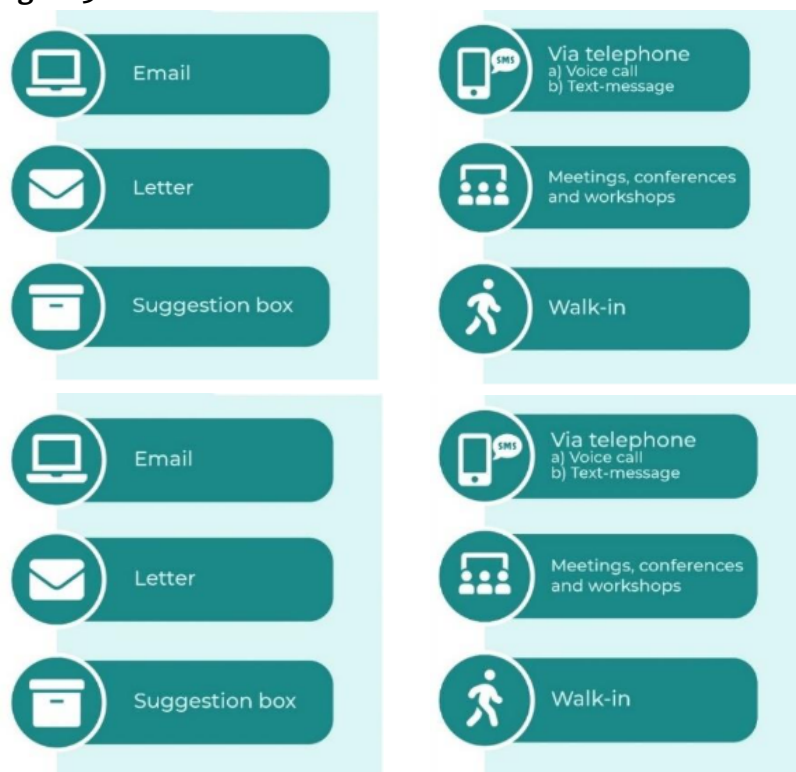 Email
Letter
Suggestion box
SMS
Via telephone
a) Voice call
b) Text-message
Meetings, conferences
and workshops
Walk-in
Email
Letter
Suggestion box
SMS
Via telephone
a) Voice call
b) Text-message
Meetings, conferences
and workshops
Walk-in